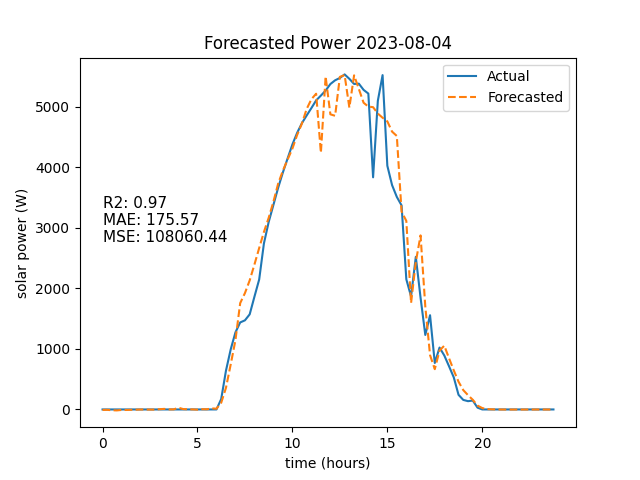 Forecasted Power 2023-08-04
Actual
Forecasted
5000
4000
3000
2000
1000
0
solar power (W)
R2: 0.97
MAE: 175.57
MSE: 108060.44
0 5 10 15 20
time (hours)